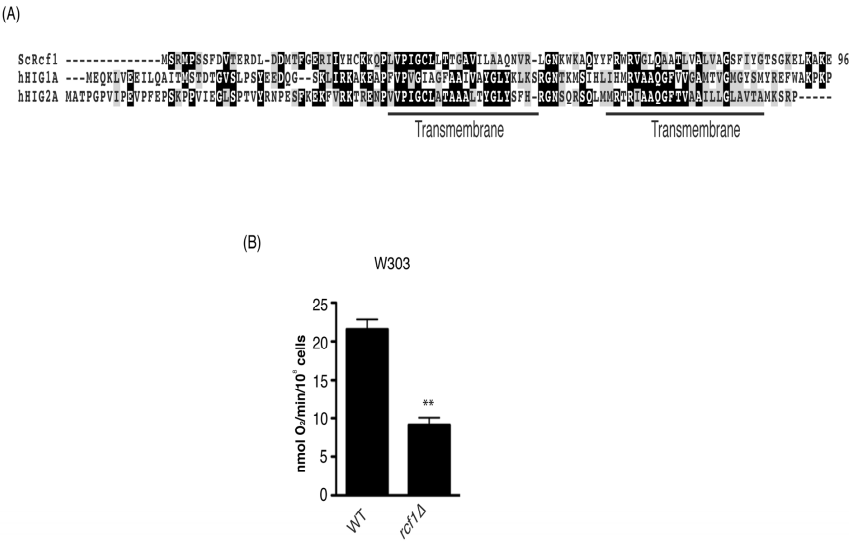 (A)
ScRcf1 --------------MSRMPSSFDVTERDL-DDMTFGERIIYHCKKQPLVPIGCLLTTGAVILAAQNVR-LGNKWKAQYYFRWRVGLQAATLVALVAGSFIYGTSGKELKAKE 96
hHIG1A ---MEQKLVEEILQAITMSTDTGVSLPSYEEDQG--SKLIRKAKEAPFVPVGIAGFAAIVAYGLYKLKSRGNTKMSIHLIHMRVAAQGFVVGAMTVGMGYSMYREFWAKPKP
hHIG2A MATPGPVIPEVPFEPSKPPVIEGLSPTVYRNPESFKEKFVRKTRENPVVPIGCLATAAALTYGLYSFH-RGNSQRSQLMMRTRIAAQGFTVAAILLGLAVTAMKSRP-----
Transmembrane Transmembrane
(B)
W303
nmol O₂/min/10⁸ cells
25
20
15
10
5
0
**
WT
rcf1Δ